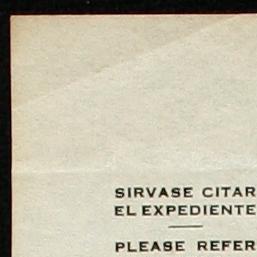 SIRVASE CITAR
EL EXPEDIENTE
PLEASE REFER